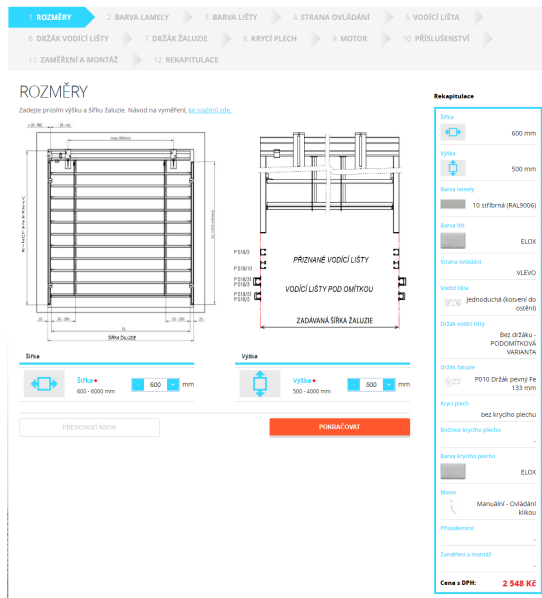 1. ROZMĚRY
2. BARVA LAMELY
3. BARVA LIŠTY
4. STRANA OVLÁDÁNÍ
5. VODÍCÍ LIŠTA
6. DRŽÁK VODÍCÍ LIŠTY
7. DRŽÁK ŽALUZIE
8. KRYCÍ PLECH
9. MOTOR
10. PŘÍSLUŠENSTVÍ
11. ZAMĚŘENÍ A MONTÁŽ
12. REKAPITULACE
ROZMĚRY
Zadejte prosím výšku a šířku žaluzie. Návod na vyměření, ke stažení zde.
ŠÍŘKA ŽALUZIE
PŘIZNANÉ VODÍCÍ LIŠTY
VODÍCÍ LIŠTY POD OMÍTKOU
ZADÁVANÁ ŠÍŘKA ŽALUZIE
Šířka
Šířka
600 - 6000 mm
- 600 + mm
Výška
Výška
500 - 4000 mm
- 500 + mm
PŘEDCHOZÍ KROK
POKRAČOVAT
Rekapitulace
Šířka
600 mm
Výška
500 mm
Barva lamely
10 stříbrná (RAL9006)
Barva lišt
ELOX
Strana ovládání
VLEVO
Vodící lišta
Jednoduchá (kotvení do
ostění)
Držák vodící lišty
Bez držáku -
PODOMÍTKOVÁ
VARIANTA
Držák žaluzie
P010 Držák pevný Fe
133 mm
Krycí plech
bez krycího plechu
Bočnice krycího plechu
-
Barva krycího plechu
ELOX
Motor
Manuální - Ovládání
klikou
Příslušenství
-
Zaměření a montáž
-
Cena s DPH:
2 548 Kč